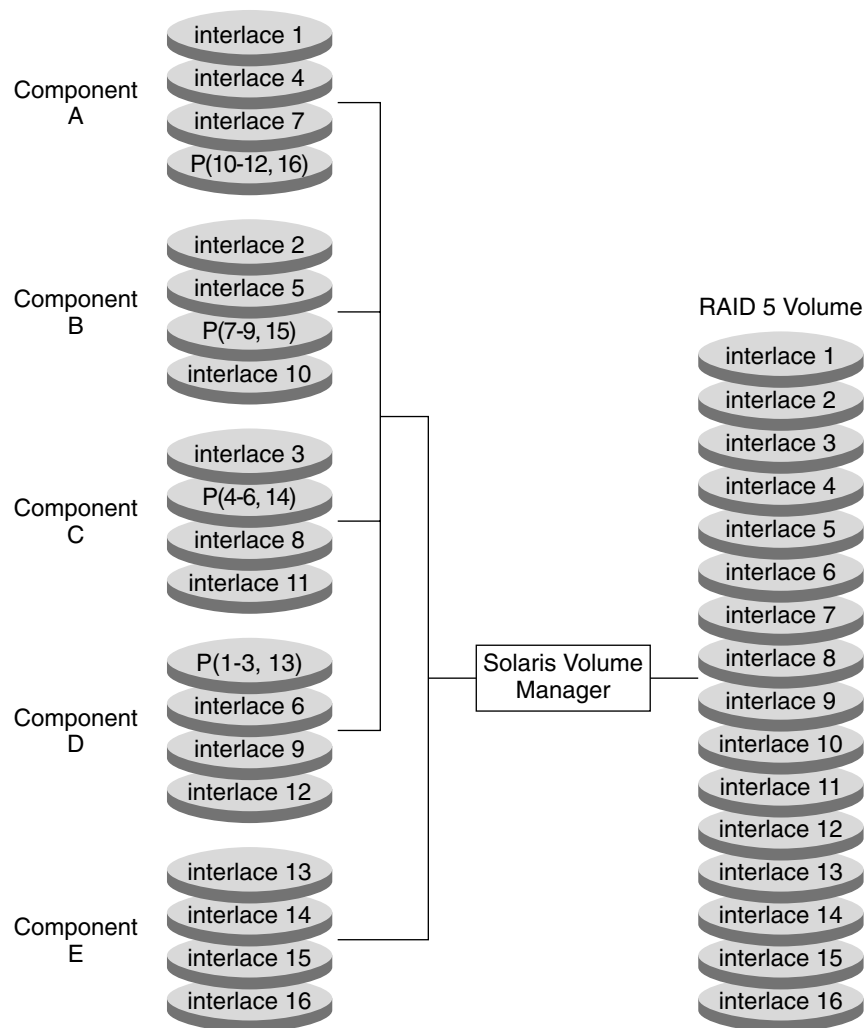 Component
A
interlace 1
interlace 4
interlace 7
P(10-12, 16)
Component
B
interlace 2
interlace 5
P(7-9, 15)
interlace 10
Component
C
interlace 3
P(4-6, 14)
interlace 8
interlace 11
Component
D
P(1-3, 13)
interlace 6
interlace 9
interlace 12
Component
E
interlace 13
interlace 14
interlace 15
interlace 16
Solaris Volume
Manager
RAID 5 Volume
interlace 1
interlace 2
interlace 3
interlace 4
interlace 5
interlace 6
interlace 7
interlace 8
interlace 9
interlace 10
interlace 11
interlace 12
interlace 13
interlace 14
interlace 15
interlace 16